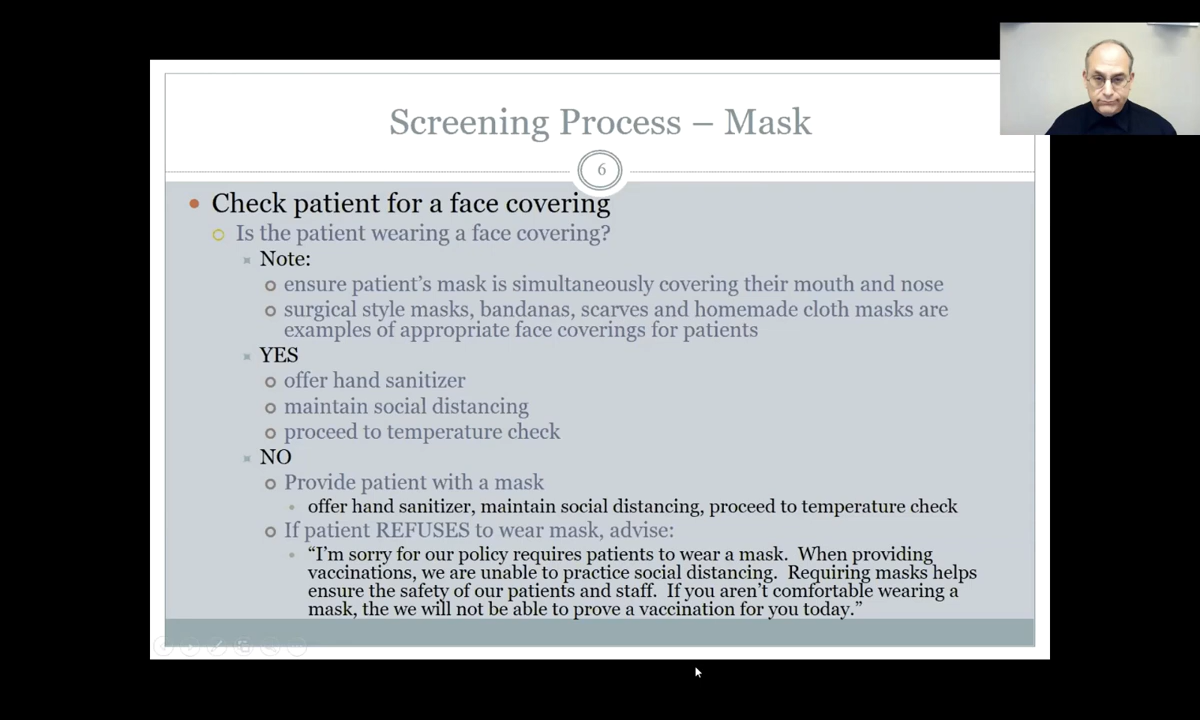 Screening Process – Mask
6
Check patient for a face covering
Is the patient wearing a face covering?
Note:
ensure patient’s mask is simultaneously covering their mouth and nose
surgical style masks, bandanas, scarves and homemade cloth masks are
examples of appropriate face coverings for patients
YES
offer hand sanitizer
maintain social distancing
proceed to temperature check
NO
Provide patient with a mask
offer hand sanitizer, maintain social distancing, proceed to temperature check
If patient REFUSES to wear mask, advise:
“I’m sorry for our policy requires patients to wear a mask. When providing
vaccinations, we are unable to practice social distancing. Requiring masks helps
ensure the safety of our patients and staff. If you aren’t comfortable wearing a
mask, the we will not be able to prove a vaccination for you today.”